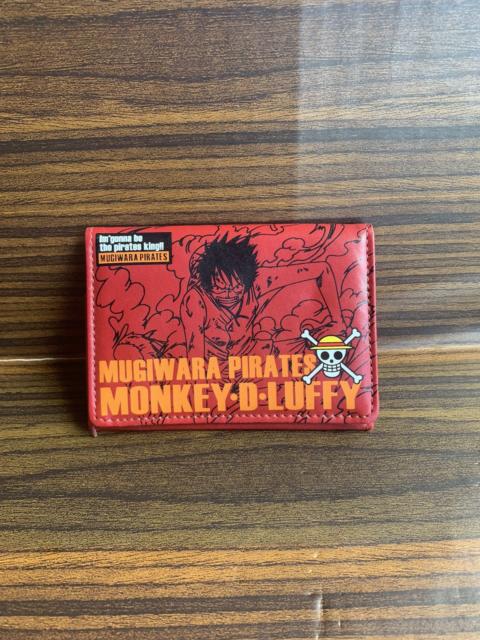 Im'gonna be
the pirates king!!
MUGIWARA PIRATES
MUGIWARA PIRATES
MONKEY·D·LUFFY